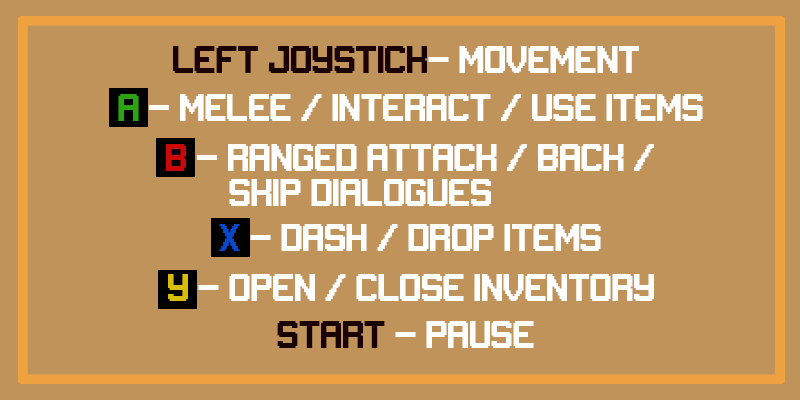 LEFT JOYSTICK- MOVEMENT
A - MELEE / INTERACT / USE ITEMS
B - RANGED ATTACK / BACK /
SKIP DIALOGUES
X - DASH / DROP ITEMS
Y - OPEN / CLOSE INVENTORY
START - PAUSE